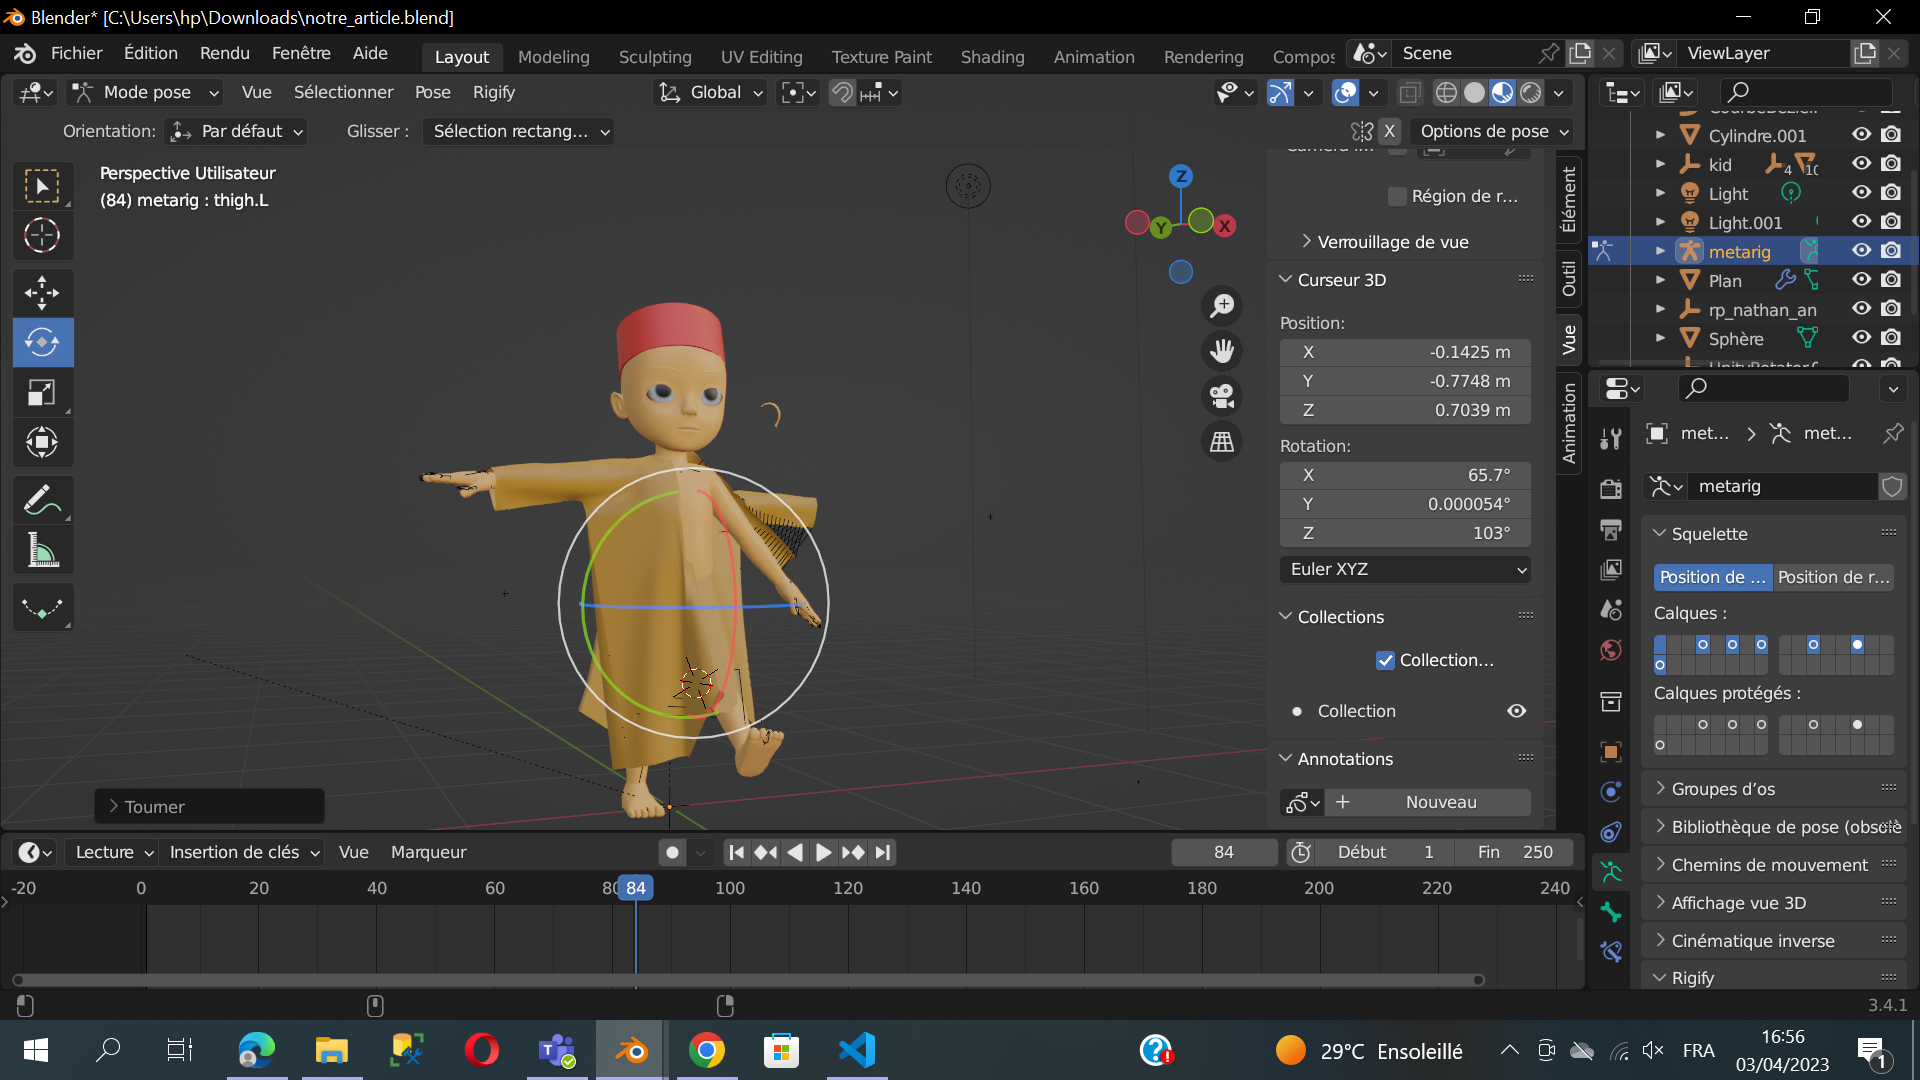 Blender* [C:\Users\hp\Downloads\notre_article.blend]
Fichier Édition Rendu Fenêtre Aide Layout Modeling Sculpting UV Editing Texture Paint Shading Animation Rendering Compos Scene ViewLayer
Mode pose Vue Sélectionner Pose Rigify Global
Orientation: Par défaut Glisser : Sélection rectang... X Options de pose
Perspective Utilisateur
(84) metarig : thigh.L
Z
Y
X
Région de r...
Verrouillage de vue
Curseur 3D
Position:
X -0.1425 m
Y -0.7748 m
Z 0.7039 m
Rotation:
X 65.7°
Y 0.000054°
Z 103°
Euler XYZ
Collections
Collection...
Collection
Annotations
Nouveau
Élément
Outil
Vue
Animation
Cylindre.001
kid 4 10
Light
Light.001
metarig
Plan
rp_nathan_an
Sphère
met... met...
metarig
Squelette
Position de ... Position de r...
Calques :
Calques protégés :
Groupes d'os
Bibliothèque de pose (obsolè
Chemins de mouvement
Affichage vue 3D
Cinématique inverse
Rigify
Tourner
Lecture Insertion de clés Vue Marqueur 84 Début 1 Fin 250
-20 0 20 40 60 80 84 100 120 140 160 180 200 220 240
3.4.1
29°C Ensoleillé FRA
16:56
03/04/2023
1